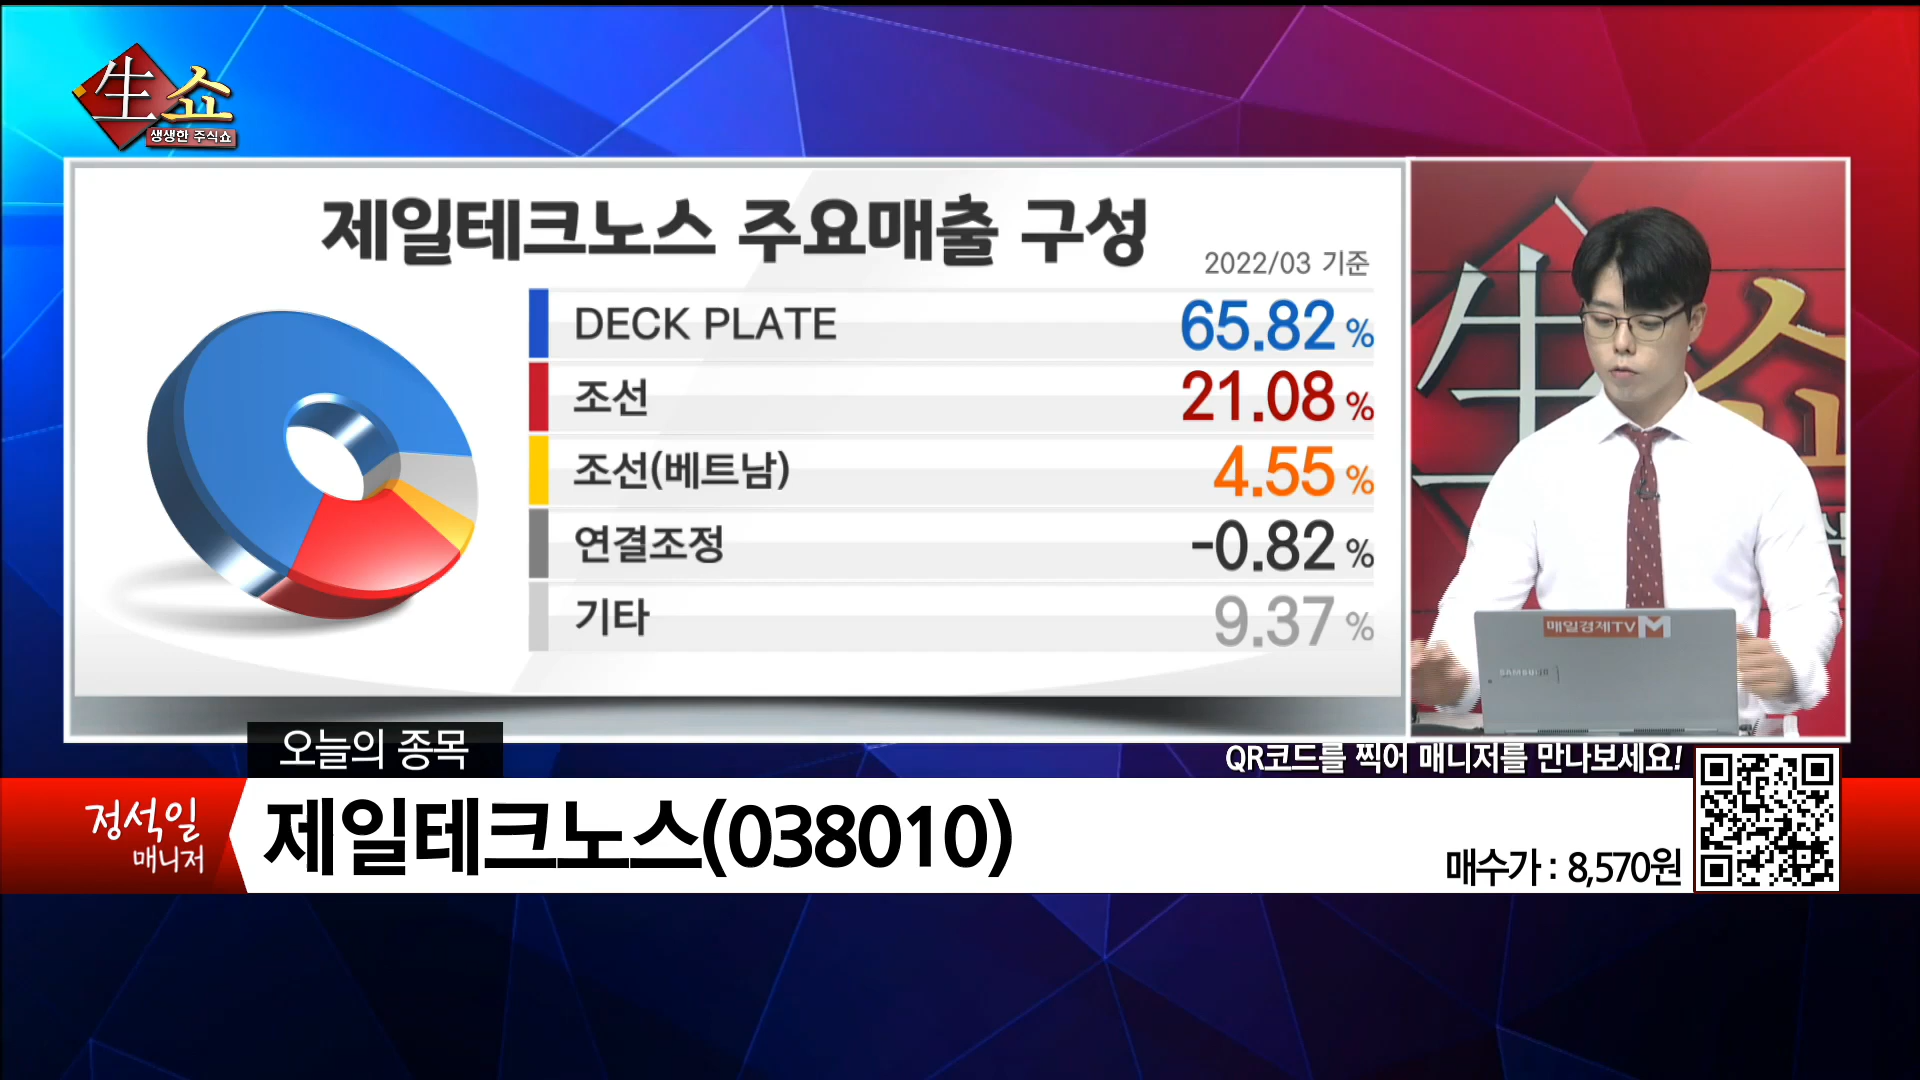 生쇼
생생한 주식쇼
제일테크노스 주요매출 구성
2022/03 기준
DECK PLATE 65.82 %
조선 21.08 %
조선(베트남) 4.55 %
연결조정 -0.82 %
기타 9.37 %
生쇼
매일경제TV M
SAMSUNG
오늘의 종목
QR코드를 찍어 매니저를 만나보세요!
정석일
매니저
제일테크노스(038010)
매수가 : 8,570원